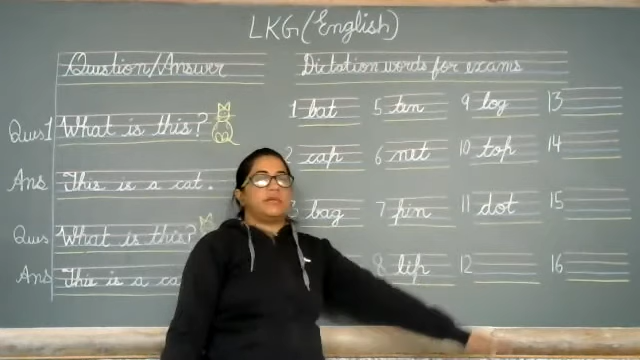 LKG (English)
Question/Answer
Dictation words for exams
Ques 1 What is this?
Ans This is a cat.
Ques What is this?
Ans This is a ca
1 bat
2 cap
3 bag
5 tan
6 net
7 pin
8 lip
9 log
10 top
11 dot
12
13
14
15
16